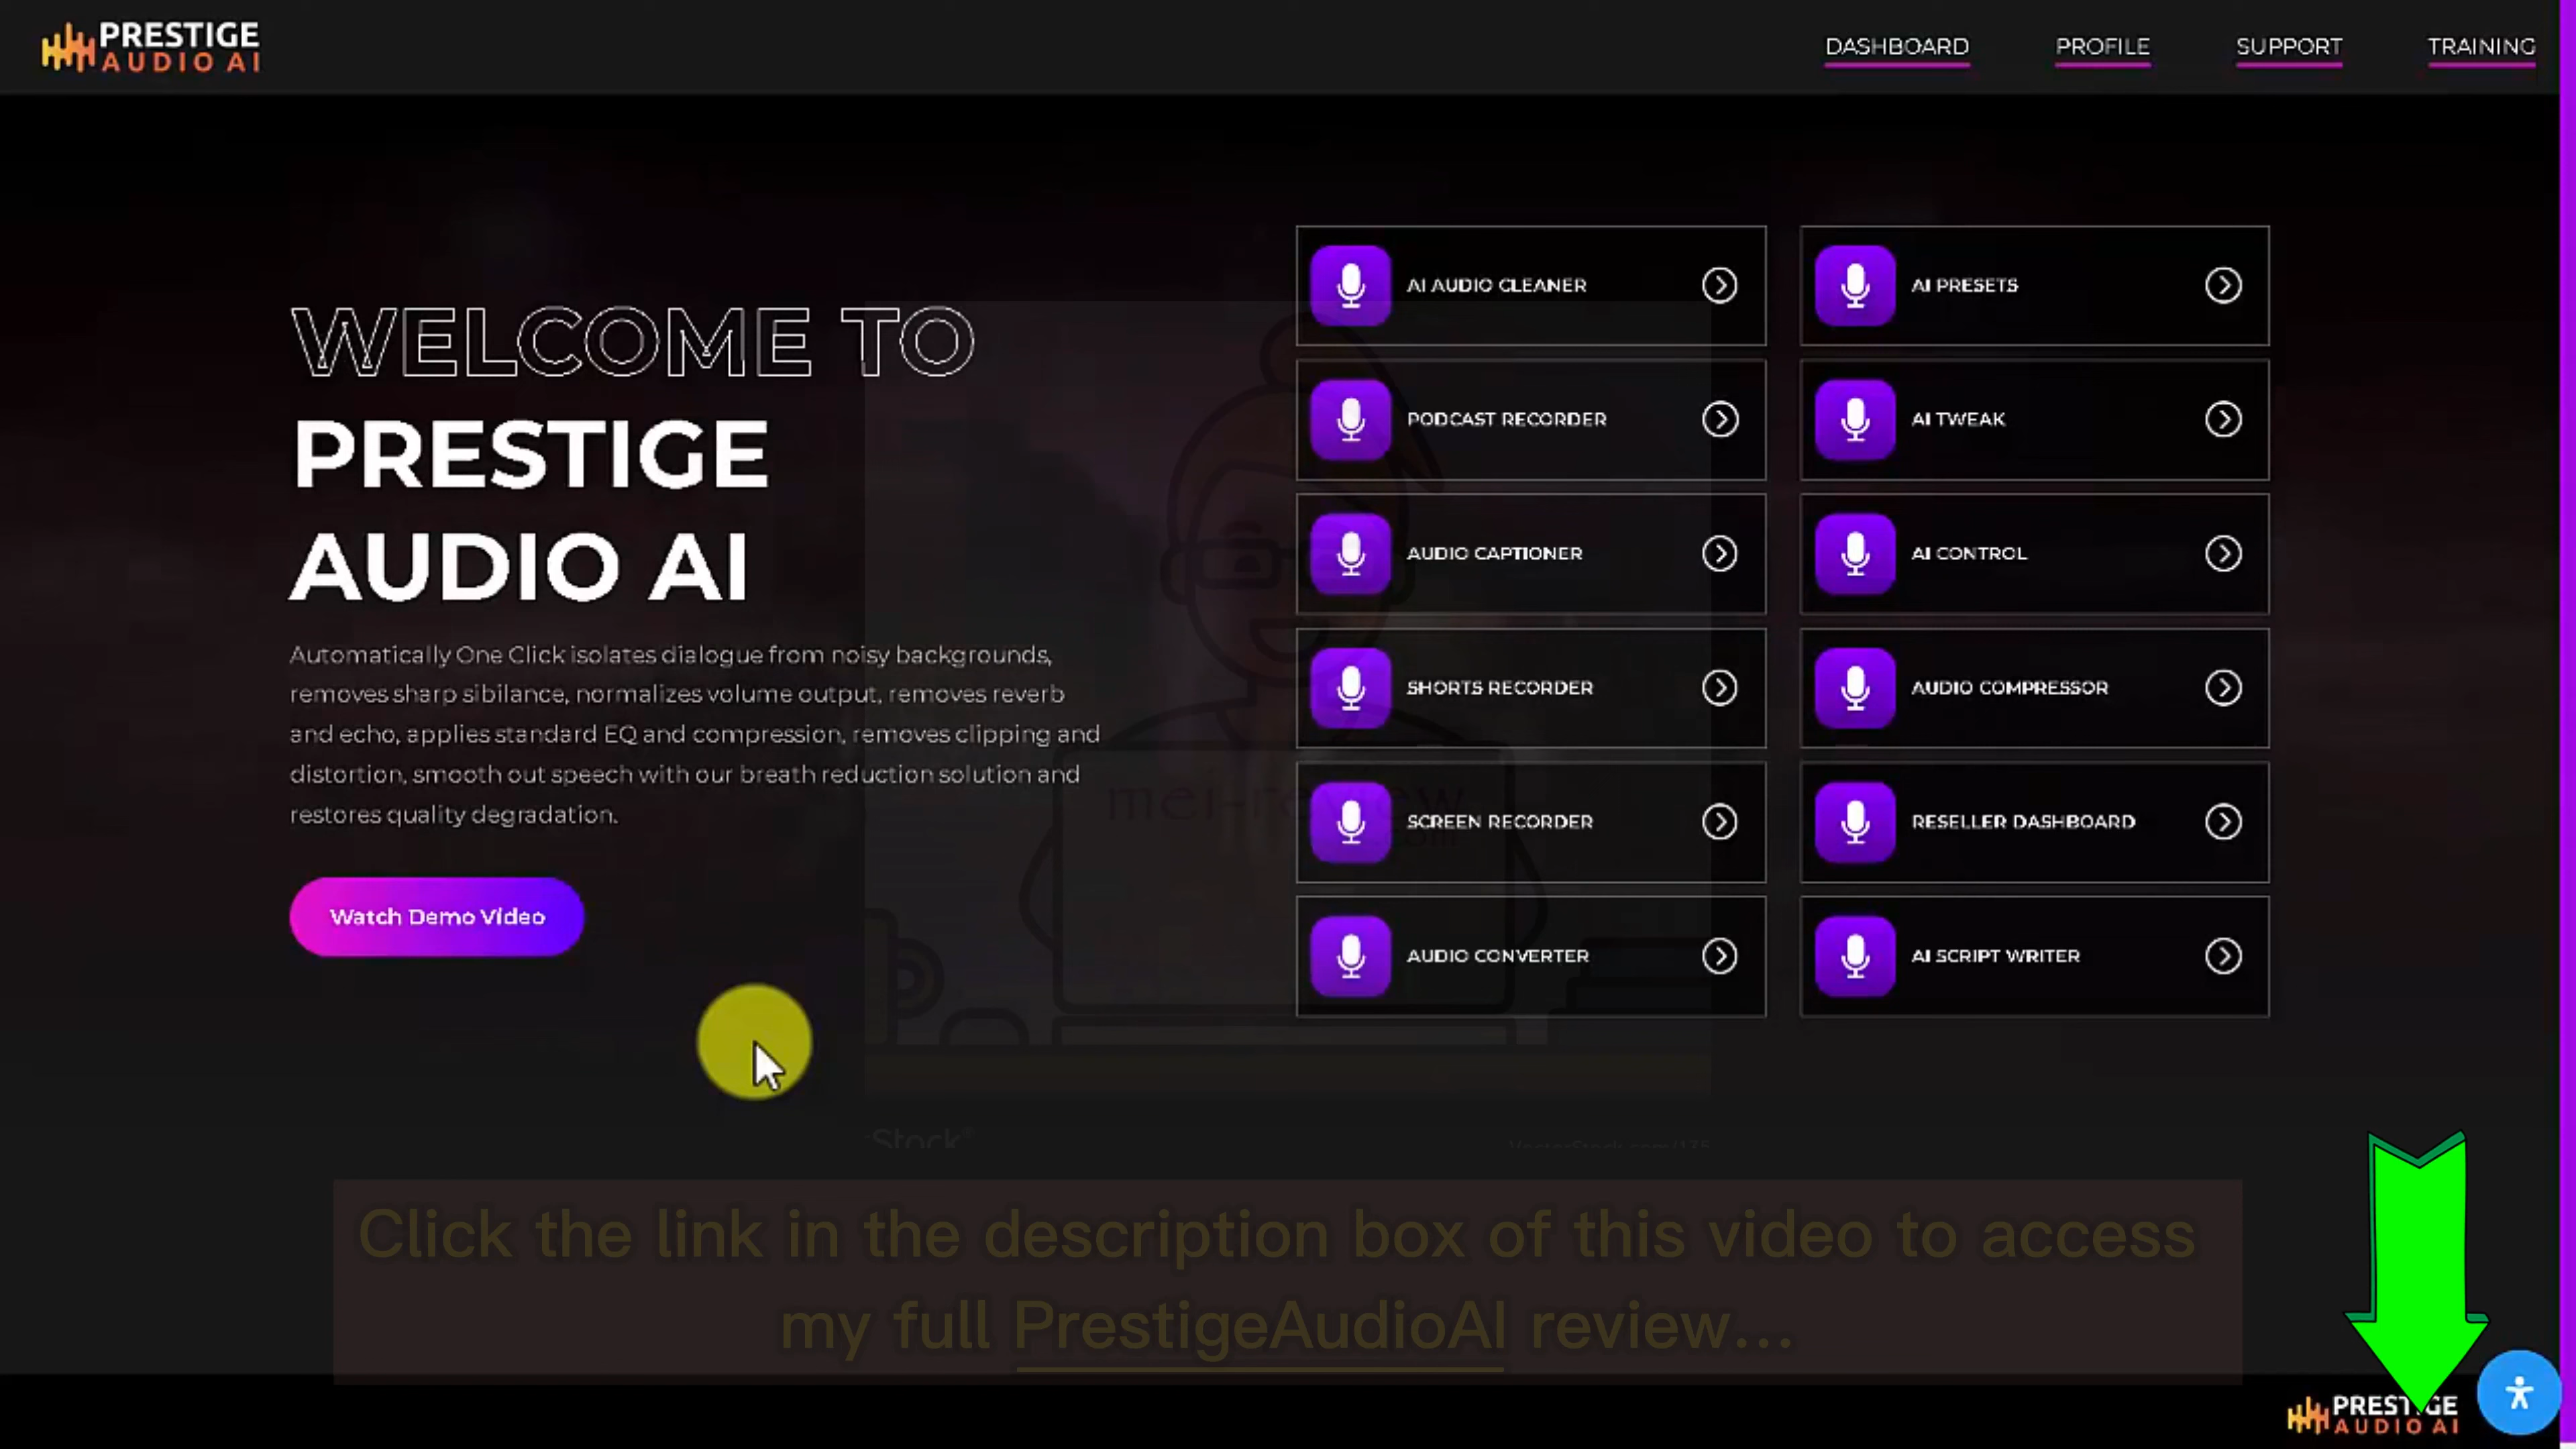 PRESTIGE
AUDIO AI
DASHBOARD
PROFILE
SUPPORT
TRAINING
WELCOME TO
PRESTIGE
AUDIO AI
Automatically One Click isolates dialogue from noisy backgrounds,
removes sharp sibilance, normalizes volume output, removes reverb
and echo, applies standard EQ and compression, removes clipping and
distortion, smooth out speech with our breath reduction solution and
restores quality degradation.
Watch Demo Video
AI AUDIO CLEANER
AI PRESETS
PODCAST RECORDER
AI TWEAK
AUDIO CAPTIONER
AI CONTROL
SHORTS RECORDER
AUDIO COMPRESSOR
SCREEN RECORDER
RESELLER DASHBOARD
AUDIO CONVERTER
AI SCRIPT WRITER
Click the link in the description box of this video to access
my full PrestigeAudioAI review...
PRESTIGE
AUDIO AI